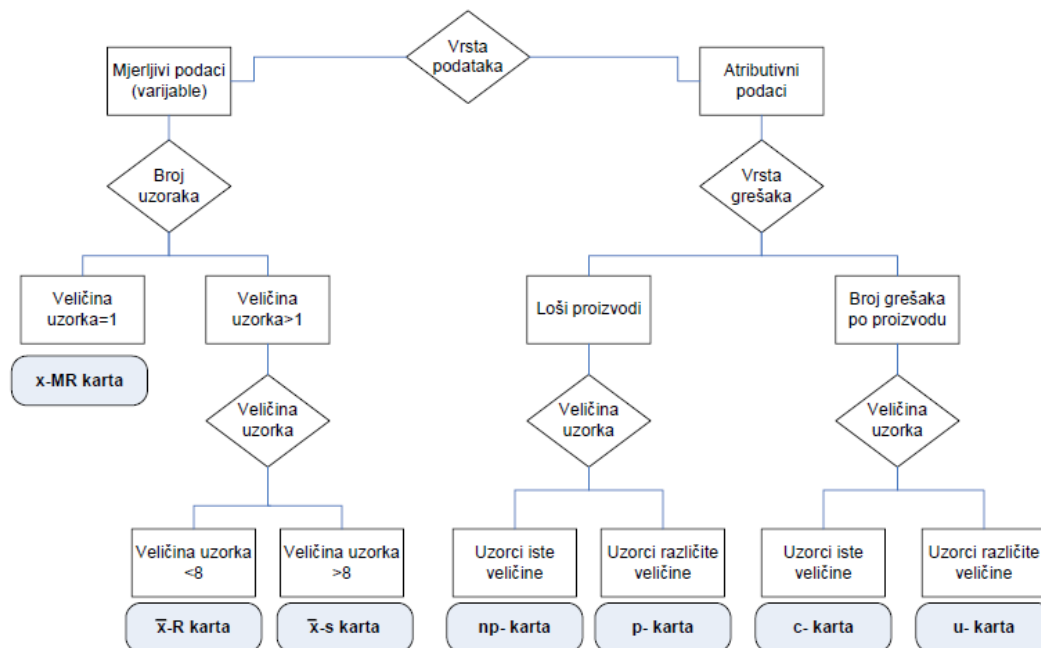 Vrsta
podataka
Mjerljivi podaci
(varijable)
Atributivni
podaci
Broj
uzoraka
Vrsta
grešaka
Veličina
uzorka=1
Veličina
uzorka>1
Loši proizvodi
Broj grešaka
po proizvodu
x-MR karta
Veličina
uzorka
Veličina
uzorka
Veličina
uzorka
Veličina uzorka
<8
Veličina uzorka
>8
Uzorci iste
veličine
Uzorci različite
veličine
Uzorci iste
veličine
Uzorci različite
veličine
x̅-R karta
x̅-s karta
np- karta
p- karta
c- karta
u- karta